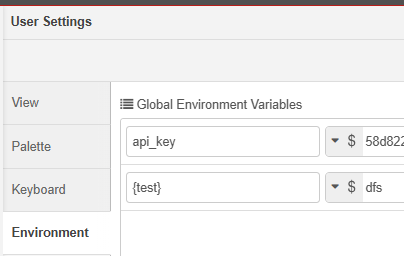 User Settings
View
Palette
Keyboard
Environment
Global Environment Variables
api_key $ 58d822
{test} $ dfs